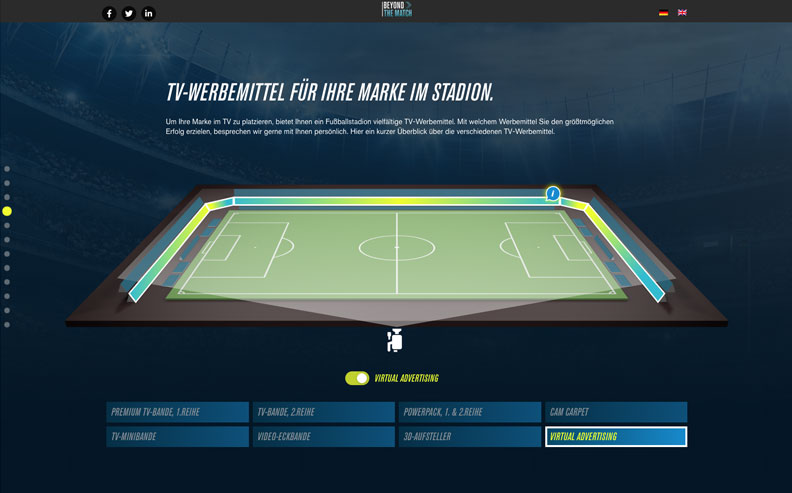 BEYOND
THE MATCH
TV-WERBEMITTEL FÜR IHRE MARKE IM STADION.
Um Ihre Marke im TV zu platzieren, bietet Ihnen ein Fußballstadion vielfältige TV-Werbemittel. Mit welchem Werbemittel Sie den größtmöglichen
Erfolg erzielen, besprechen wir gerne mit Ihnen persönlich. Hier ein kurzer Überblick über die verschiedenen TV-Werbemittel.
i
VIRTUAL ADVERTISING
PREMIUM TV-BANDE, 1.REIHE
TV-BANDE, 2.REIHE
POWERPACK, 1. & 2.REIHE
CAM CARPET
TV-MINIBANDE
VIDEO-ECKBANDE
3D-AUFSTELLER
VIRTUAL ADVERTISING